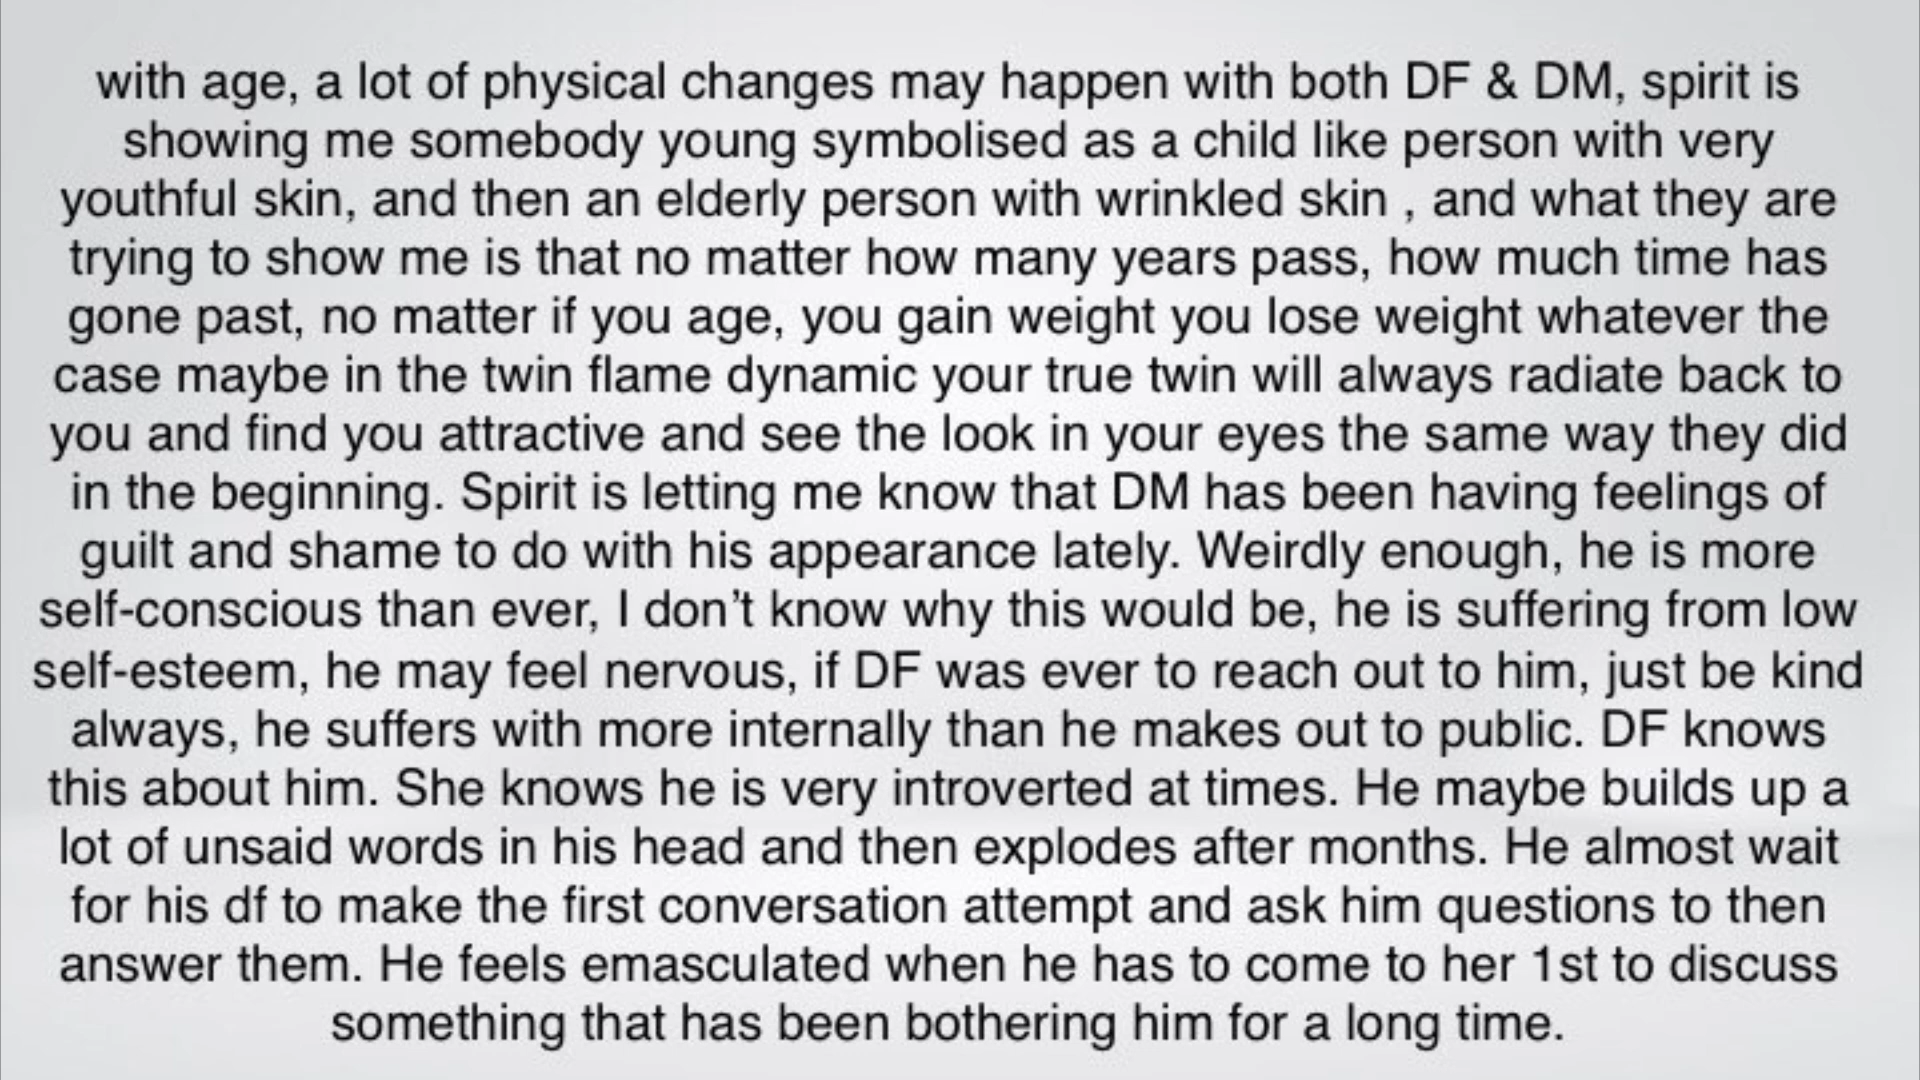 with age, a lot of physical changes may happen with both DF & DM, spirit is
showing me somebody young symbolised as a child like person with very
youthful skin, and then an elderly person with wrinkled skin , and what they are
trying to show me is that no matter how many years pass, how much time has
gone past, no matter if you age, you gain weight you lose weight whatever the
case maybe in the twin flame dynamic your true twin will always radiate back to
you and find you attractive and see the look in your eyes the same way they did
in the beginning. Spirit is letting me know that DM has been having feelings of
guilt and shame to do with his appearance lately. Weirdly enough, he is more
self-conscious than ever, I don’t know why this would be, he is suffering from low
self-esteem, he may feel nervous, if DF was ever to reach out to him, just be kind
always, he suffers with more internally than he makes out to public. DF knows
this about him. She knows he is very introverted at times. He maybe builds up a
lot of unsaid words in his head and then explodes after months. He almost wait
for his df to make the first conversation attempt and ask him questions to then
answer them. He feels emasculated when he has to come to her 1st to discuss
something that has been bothering him for a long time.